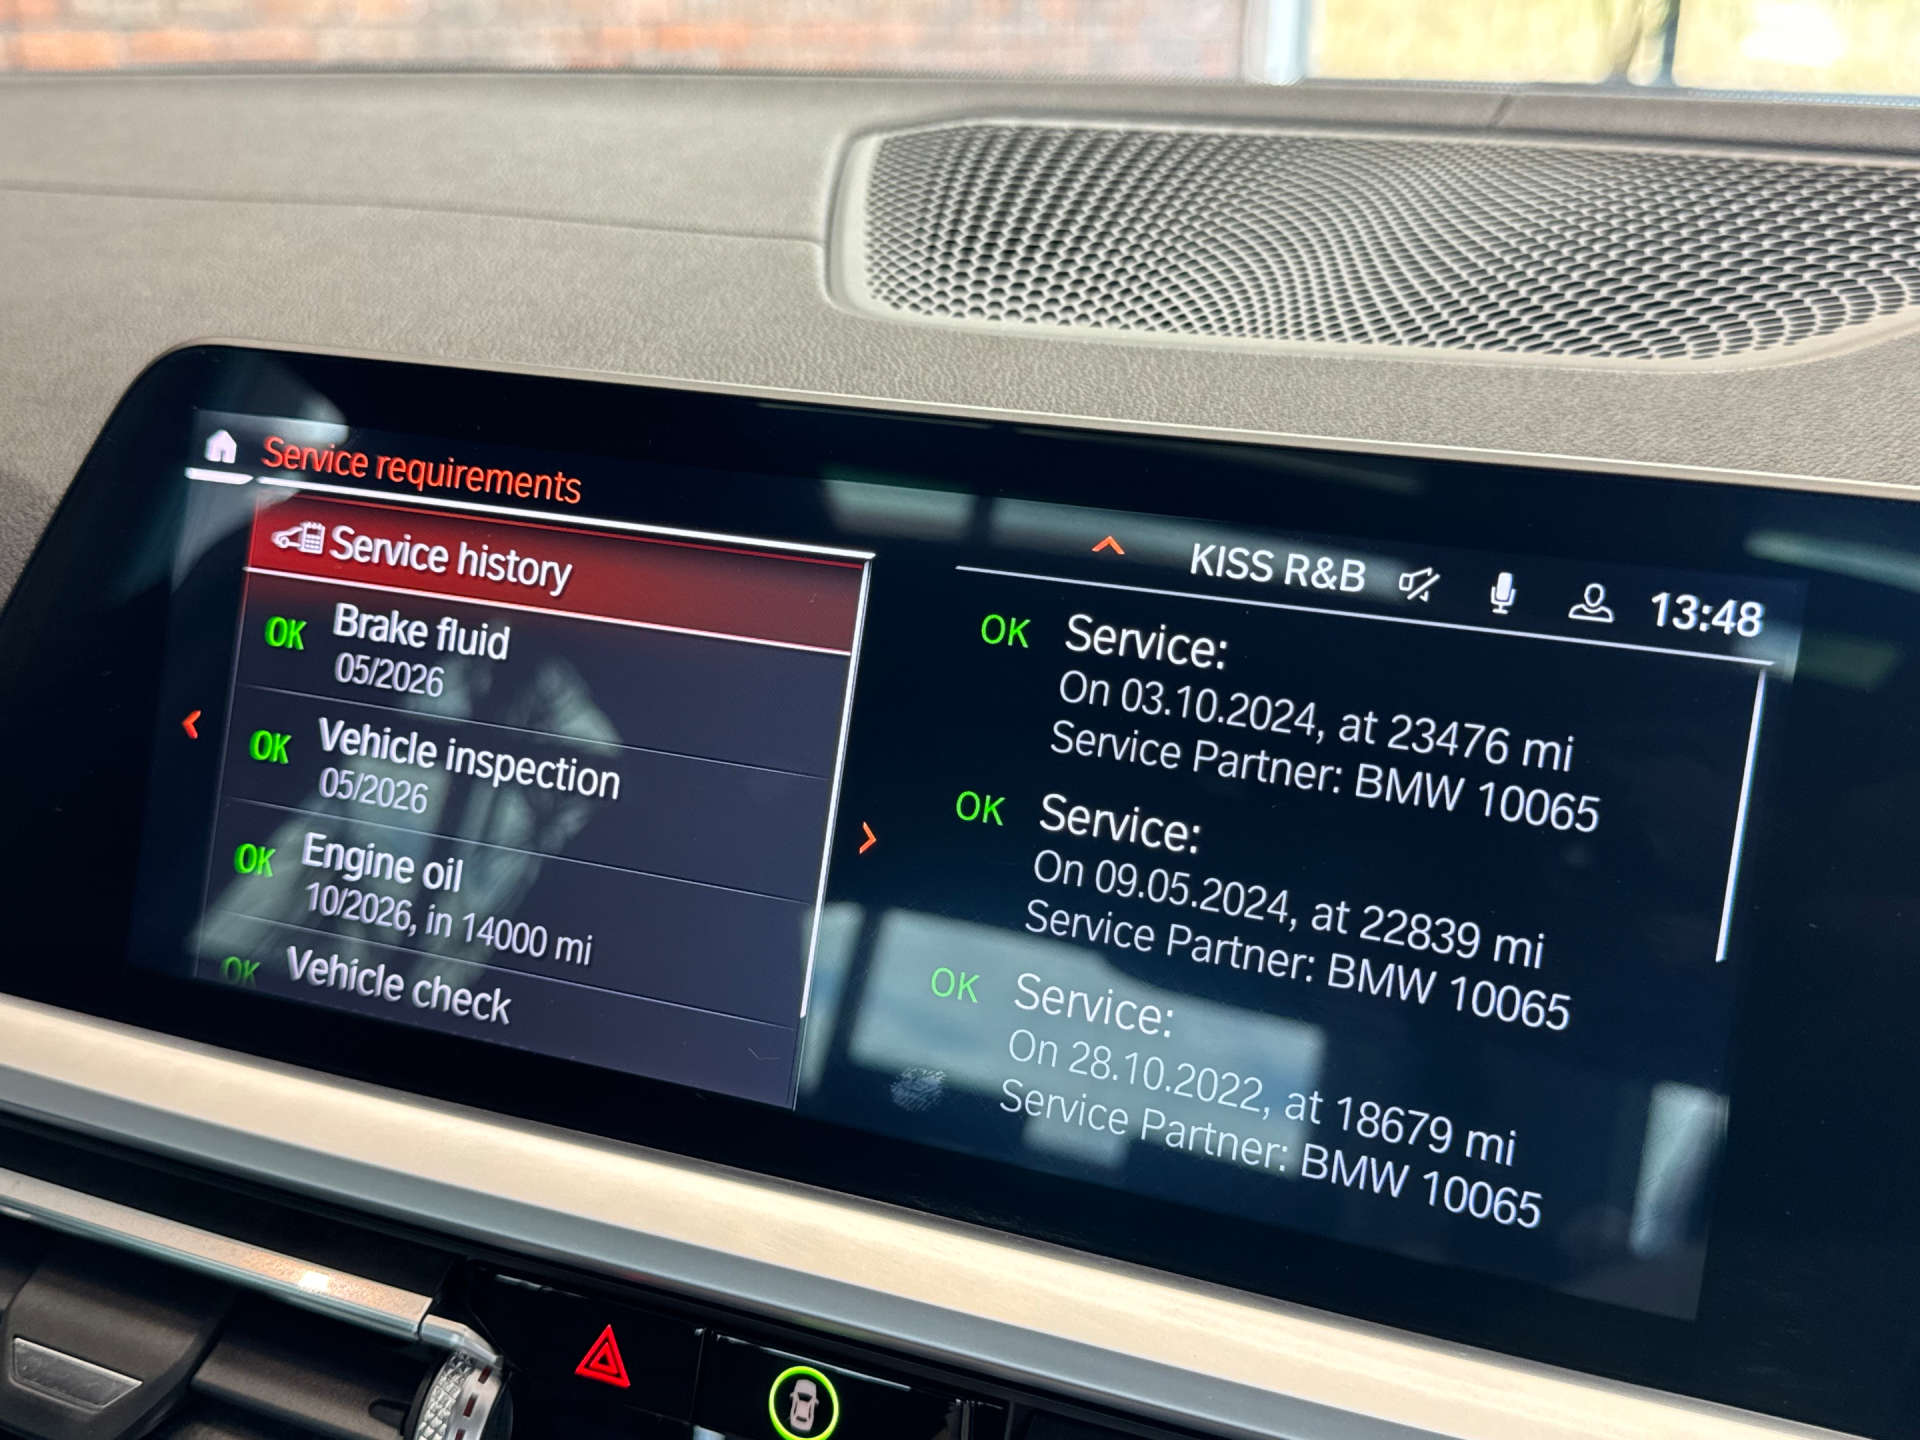 Service requirements
Service history
OK Brake fluid
05/2026
OK Vehicle inspection
05/2026
OK Engine oil
10/2026, in 14000 mi
OK Vehicle check
KISS R&B 13:48
OK Service:
On 03.10.2024, at 23476 mi
Service Partner: BMW 10065
OK Service:
On 09.05.2024, at 22839 mi
Service Partner: BMW 10065
OK Service:
On 28.10.2022, at 18679 mi
Service Partner: BMW 10065